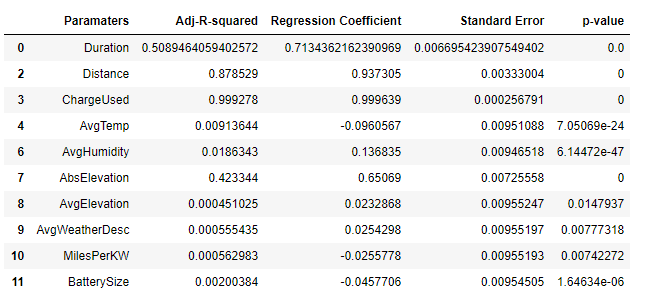 Paramaters Adj-R-squared Regression Coefficient Standard Error p-value
0 Duration 0.5089464059402572 0.7134362162390969 0.006695423907549402 0.0
2 Distance 0.878529 0.937305 0.00333004 0
3 ChargeUsed 0.999278 0.999639 0.000256791 0
4 AvgTemp 0.00913644 -0.0960567 0.00951088 7.05069e-24
6 AvgHumidity 0.0186343 0.136835 0.00946518 6.14472e-47
7 AbsElevation 0.423344 0.65069 0.00725558 0
8 AvgElevation 0.000451025 0.0232868 0.00955247 0.0147937
9 AvgWeatherDesc 0.000555435 0.0254298 0.00955197 0.00777318
10 MilesPerKW 0.000562983 -0.0255778 0.00955193 0.00742272
11 BatterySize 0.00200384 -0.0457706 0.00954505 1.64634e-06